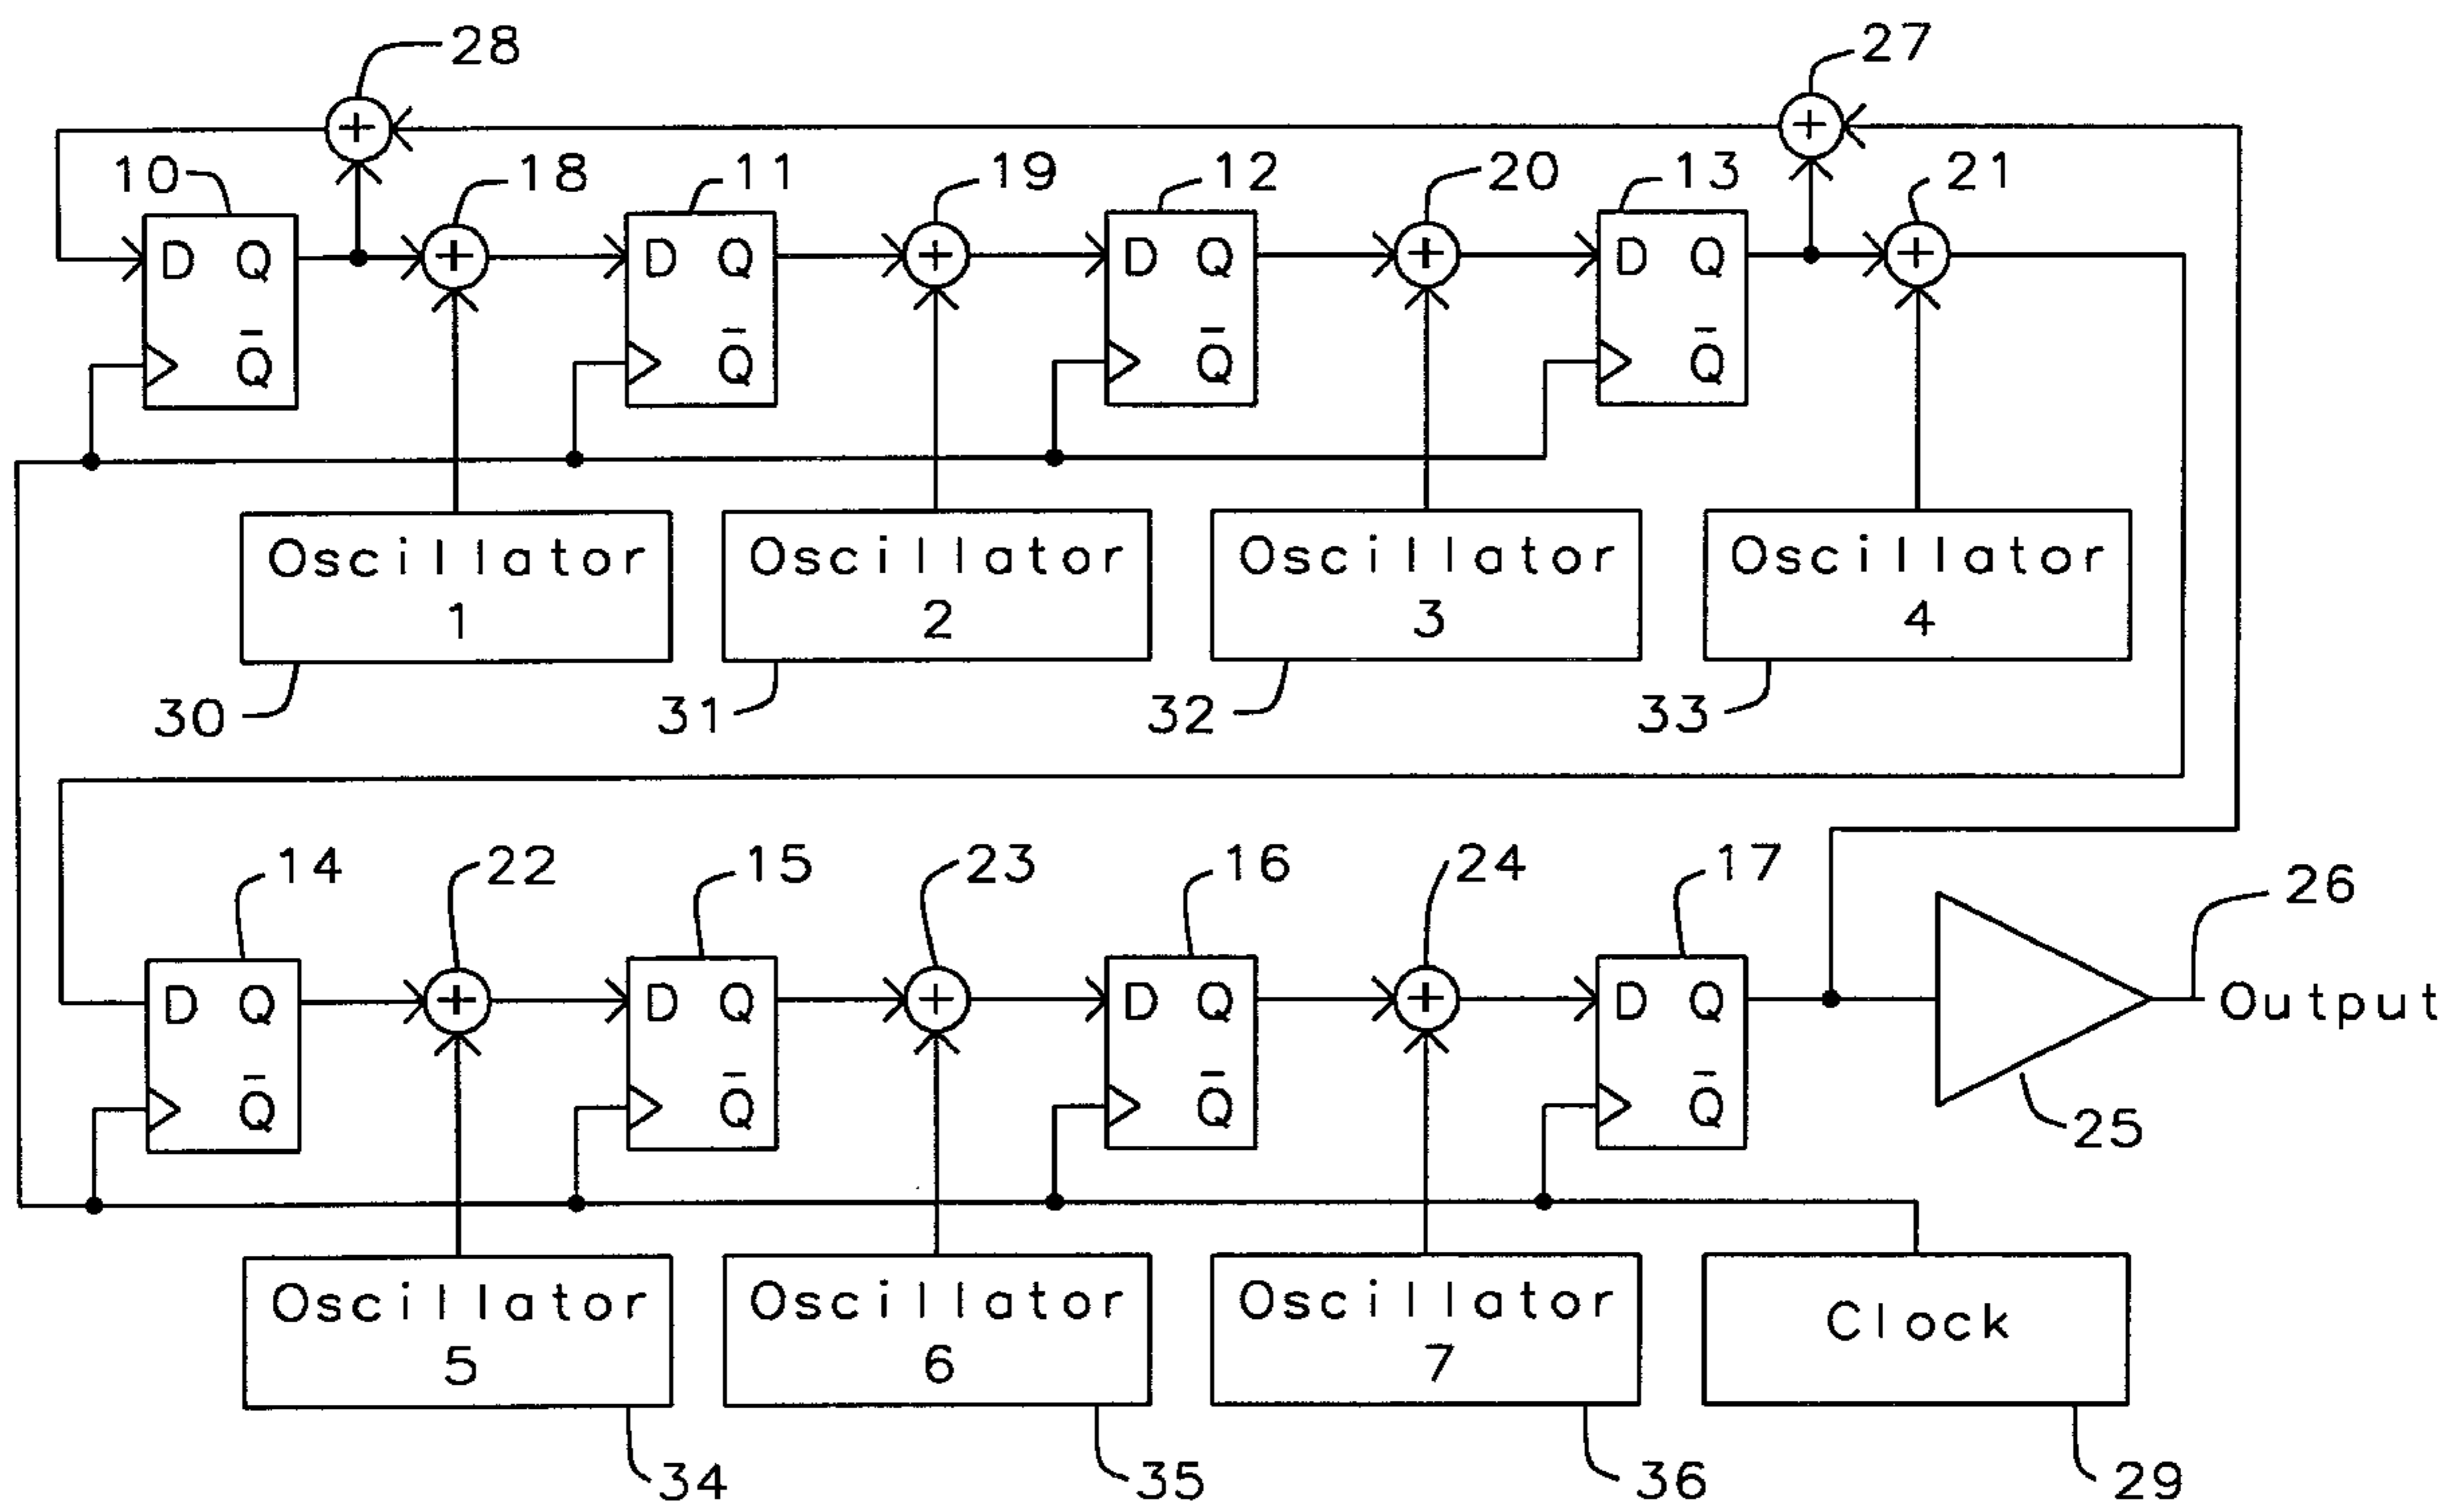 28
27
10
18
11
19
12
20
13
21
D Q
Q̅
D Q
Q̅
D Q
Q̅
D Q
Q̅
+
+
+
+
+
+
Oscillator
1
Oscillator
2
Oscillator
3
Oscillator
4
30
31
32
33
14
22
15
23
16
24
17
26
D Q
Q̅
D Q
Q̅
D Q
Q̅
D Q
Q̅
+
+
+
Output
25
Oscillator
5
Oscillator
6
Oscillator
7
Clock
34
35
36
29